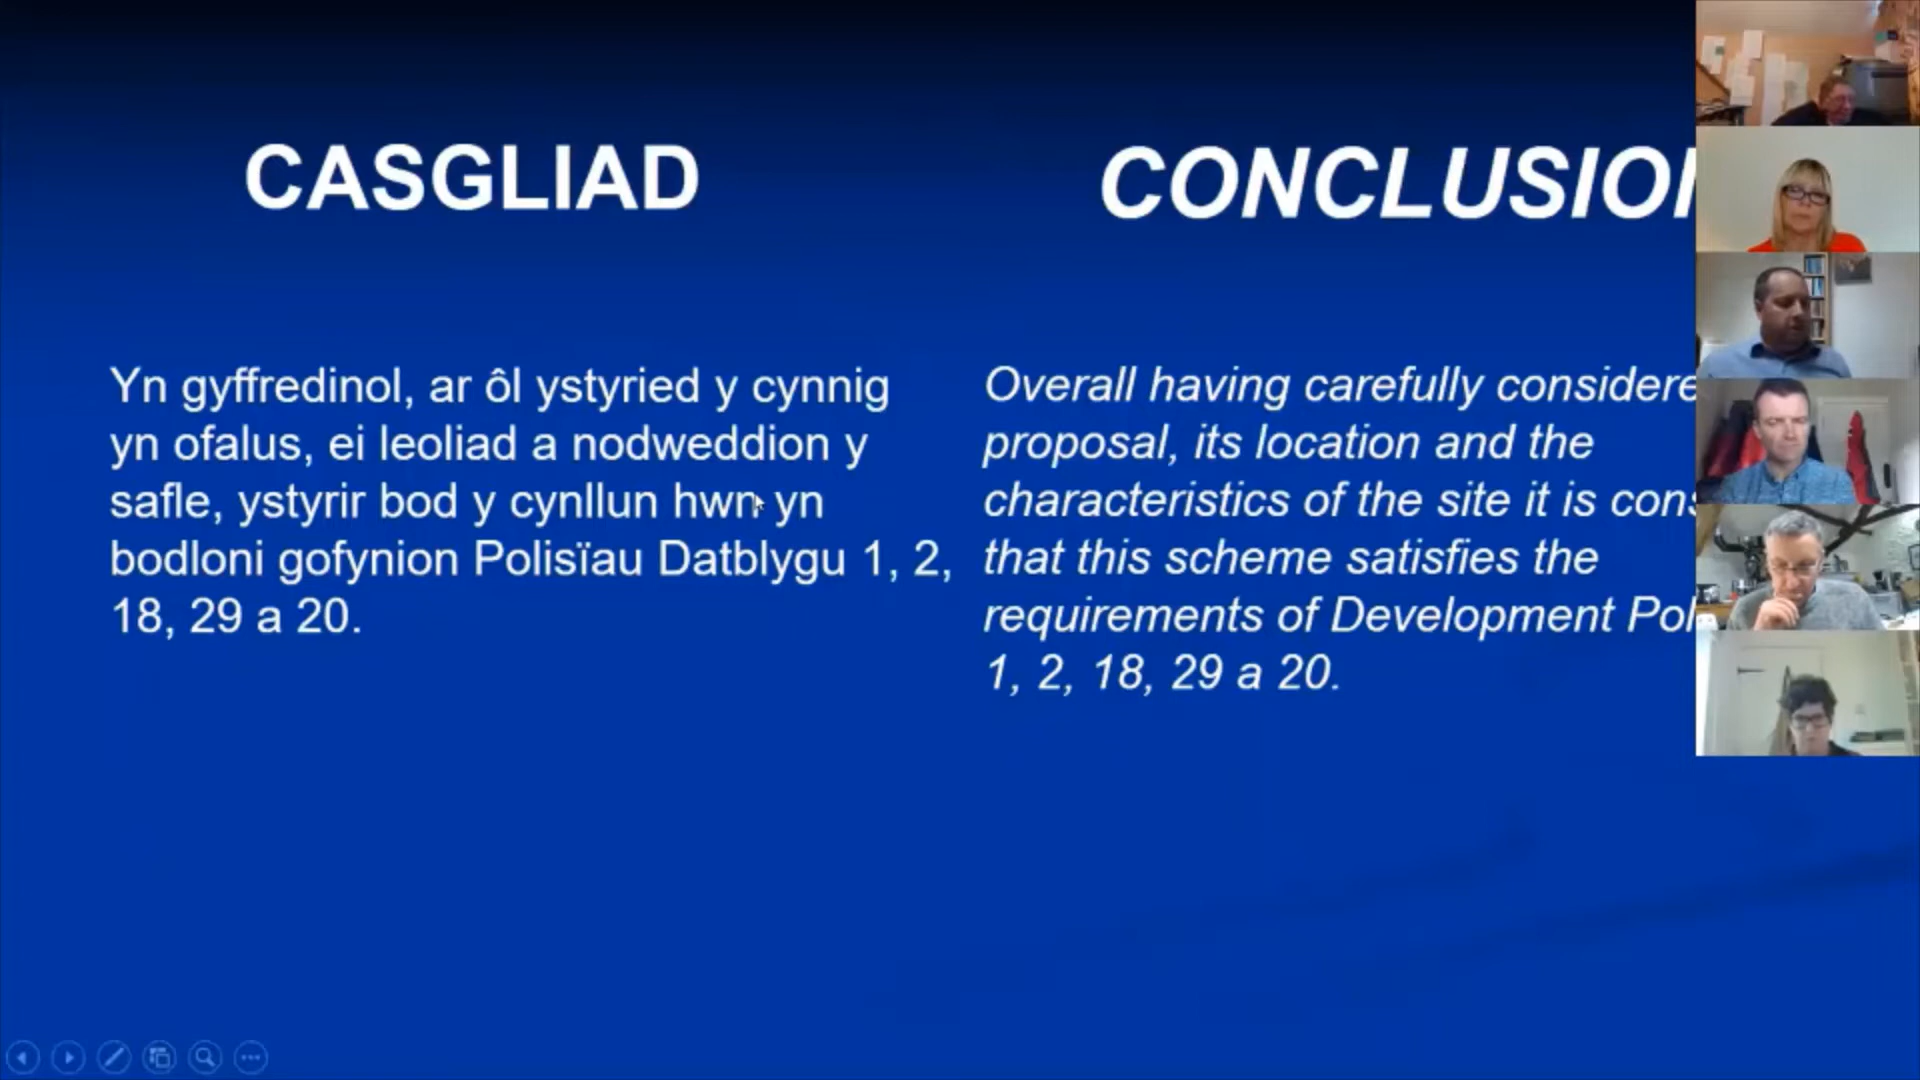 CASGLIAD
Yn gyffredinol, ar ôl ystyried y cynnig
yn ofalus, ei leoliad a nodweddion y
safle, ystyrir bod y cynllun hwn yn
bodloni gofynion Polisïau Datblygu 1, 2,
18, 29 a 20.
CONCLUSION
Overall having carefully considere
proposal, its location and the
characteristics of the site it is cons
that this scheme satisfies the
requirements of Development Pol
1, 2, 18, 29 a 20.